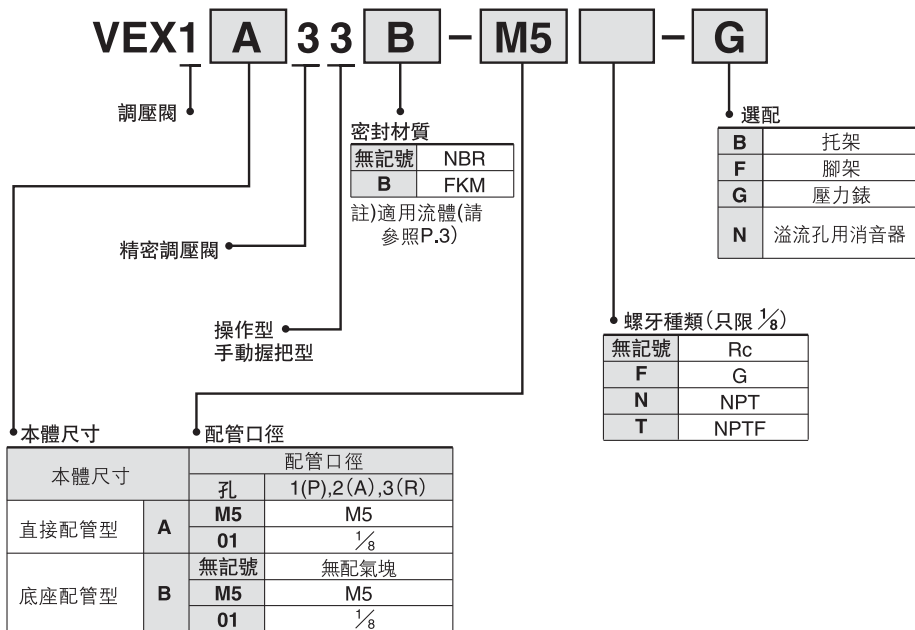 VEX1 A 3 3 B - M5 - G
調壓閥
選配
B 托架
F 腳架
G 壓力錶
N 溢流孔用消音器
密封材質
無記號 NBR
B FKM
註)適用流體(請
參照P.3)
精密調壓閥
操作型
手動握把型
螺牙種類(只限 1/8)
無記號 Rc
F G
N NPT
T NPTF
本體尺寸
配管口徑
本體尺寸 配管口徑
孔 1(P),2(A),3(R)
直接配管型 A M5 M5
01 1/8
底座配管型 B 無記號 無配氣塊
M5 M5
01 1/8